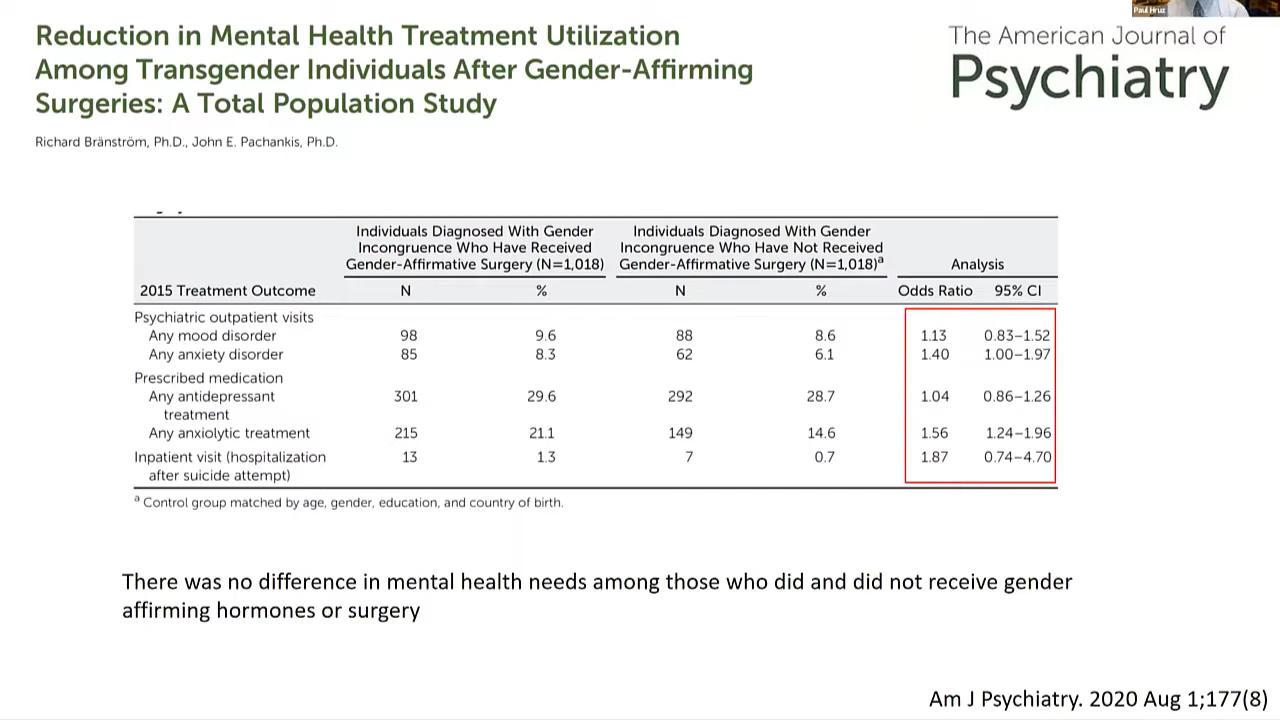 Paul Hruz
Reduction in Mental Health Treatment Utilization
Among Transgender Individuals After Gender-Affirming
Surgeries: A Total Population Study
The American Journal of
Psychiatry
Richard Bränström, Ph.D., John E. Pachankis, Ph.D.
Individuals Diagnosed With Gender
Incongruence Who Have Received
Gender-Affirmative Surgery (N=1,018)
Individuals Diagnosed With Gender
Incongruence Who Have Not Received
Gender-Affirmative Surgery (N=1,018)ᵃ
Analysis
2015 Treatment Outcome N % N % Odds Ratio 95% CI
Psychiatric outpatient visits
Any mood disorder 98 9.6 88 8.6 1.13 0.83–1.52
Any anxiety disorder 85 8.3 62 6.1 1.40 1.00–1.97
Prescribed medication
Any antidepressant 301 29.6 292 28.7 1.04 0.86–1.26
treatment
Any anxiolytic treatment 215 21.1 149 14.6 1.56 1.24–1.96
Inpatient visit (hospitalization 13 1.3 7 0.7 1.87 0.74–4.70
after suicide attempt)
ᵃ Control group matched by age, gender, education, and country of birth.
There was no difference in mental health needs among those who did and did not receive gender
affirming hormones or surgery
Am J Psychiatry. 2020 Aug 1;177(8)